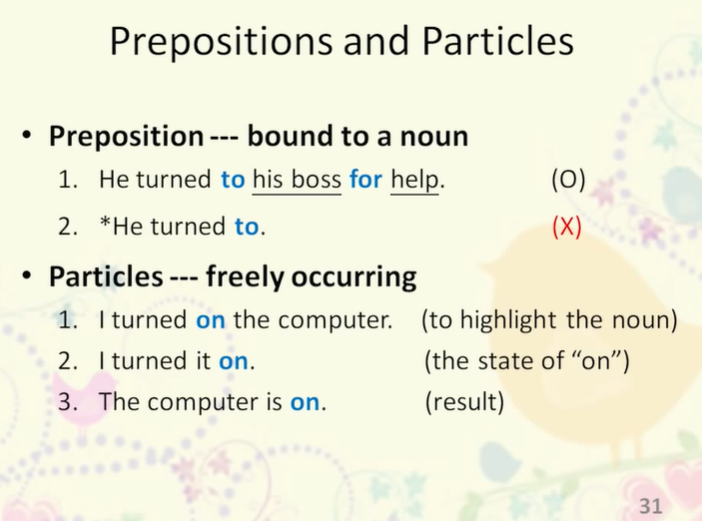 Prepositions and Particles
• Preposition --- bound to a noun
1. He turned to his boss for help. (O)
2. *He turned to. (X)
• Particles --- freely occurring
1. I turned on the computer. (to highlight the noun)
2. I turned it on. (the state of “on”)
3. The computer is on. (result)
31